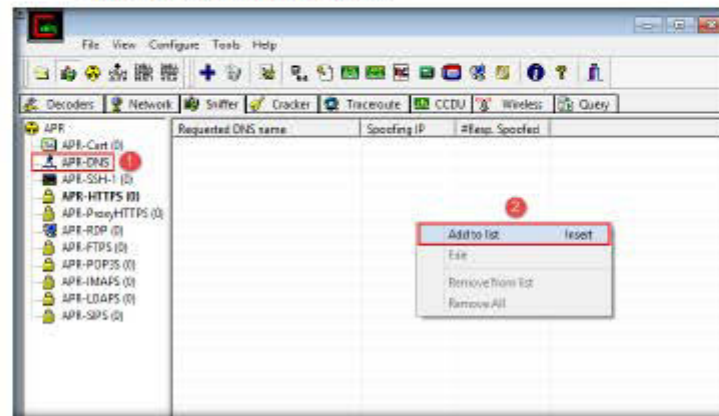 File View Configure Tools Help
Decoders Network Sniffer Cracker Traceroute CCDU Wireless Query
APR
Requested DNS name Spoofing IP #Resp. Spoofed
APR-Cert (0)
APR-DNS 1
APR-SSH-1 (0)
APR-HTTPS (0)
APR-ProxyHTTPS (0)
APR-RDP (0)
APR-FTPS (0)
APR-POP3S (0)
APR-IMAPS (0)
APR-LDAPS (0)
APR-SIPS (0)
2
Add to list Insert
Edit
Remove from list
Remove All